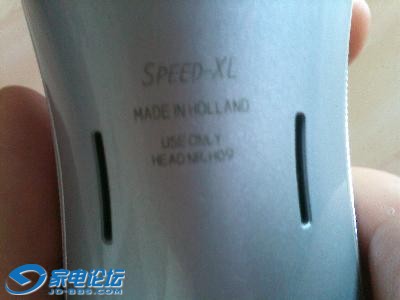 SPEED-XL
MADE IN HOLLAND
USE ONLY
HEAD NR.HQ9
家电论坛
JD-BBS.COM